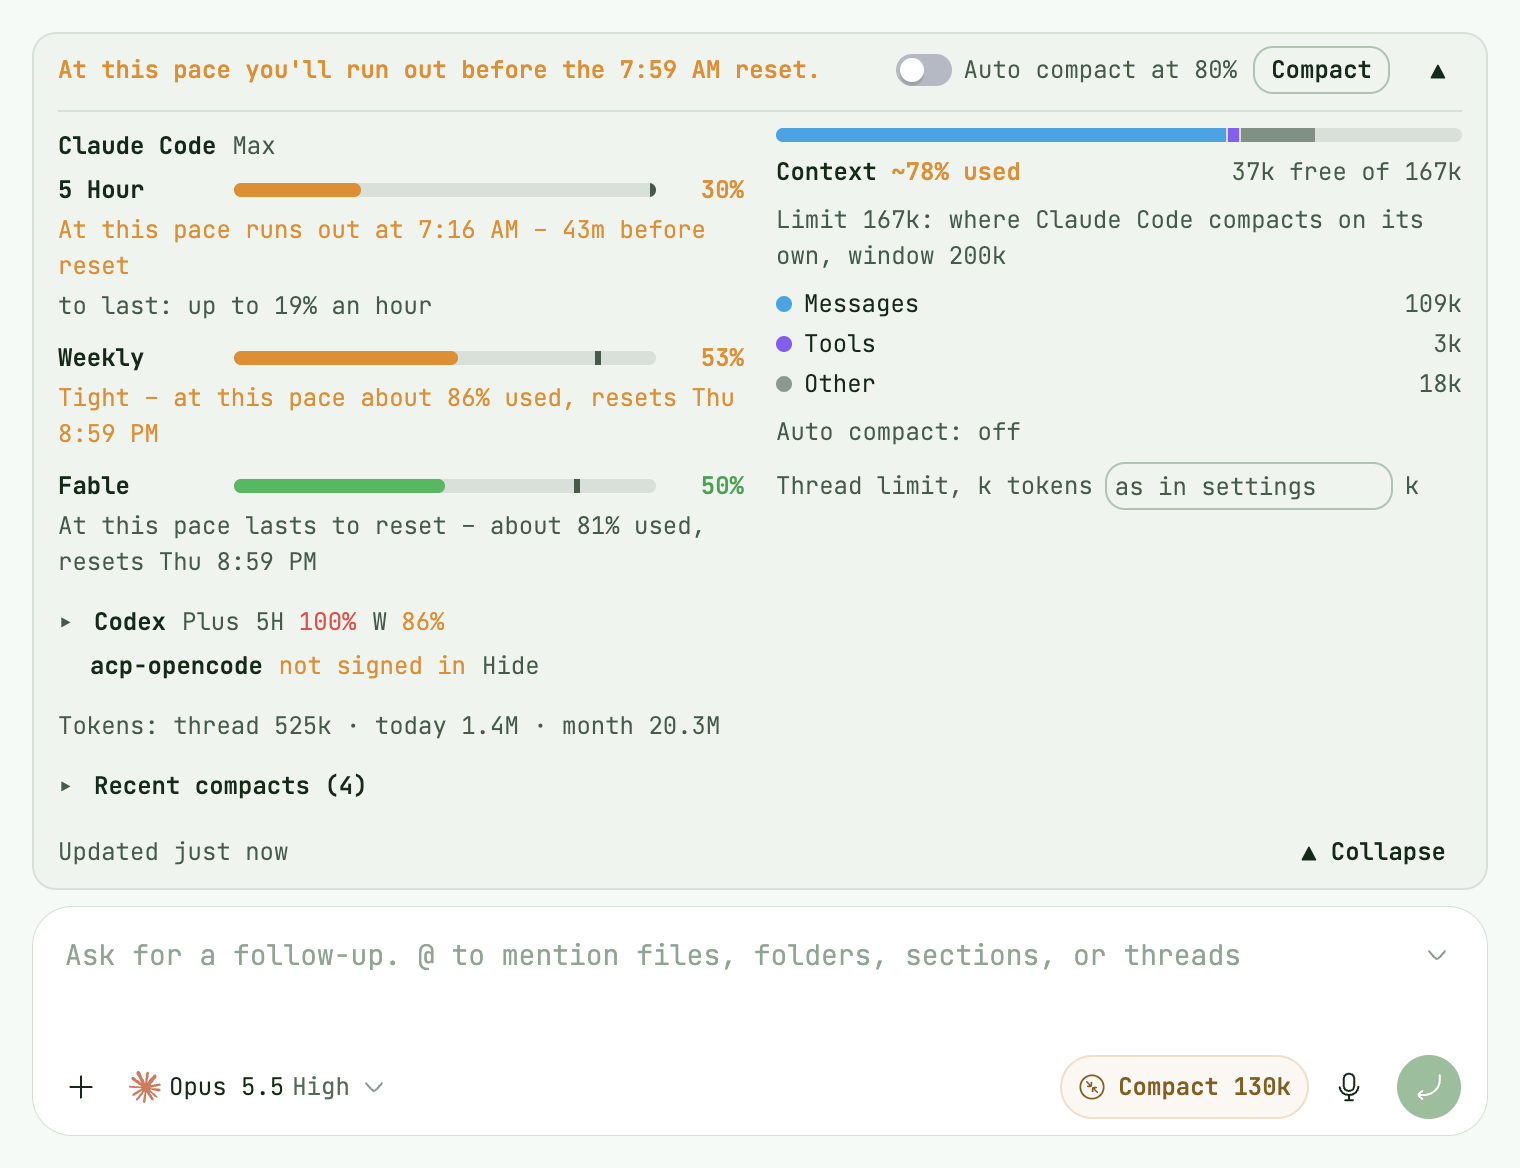 At this pace you'll run out before the 7:59 AM reset.
Auto compact at 80%
Compact
▲
Claude Code Max
5 Hour 30%
At this pace runs out at 7:16 AM – 43m before
reset
to last: up to 19% an hour
Weekly 53%
Tight – at this pace about 86% used, resets Thu
8:59 PM
Fable 50%
At this pace lasts to reset – about 81% used,
resets Thu 8:59 PM
▸ Codex Plus 5H 100% W 86%
acp-opencode not signed in Hide
Tokens: thread 525k · today 1.4M · month 20.3M
▸ Recent compacts (4)
Updated just now
Context ~78% used 37k free of 167k
Limit 167k: where Claude Code compacts on its
own, window 200k
Messages 109k
Tools 3k
Other 18k
Auto compact: off
Thread limit, k tokens as in settings k
▲ Collapse
Ask for a follow-up. @ to mention files, folders, sections, or threads
Opus 5.5 High
Compact 130k